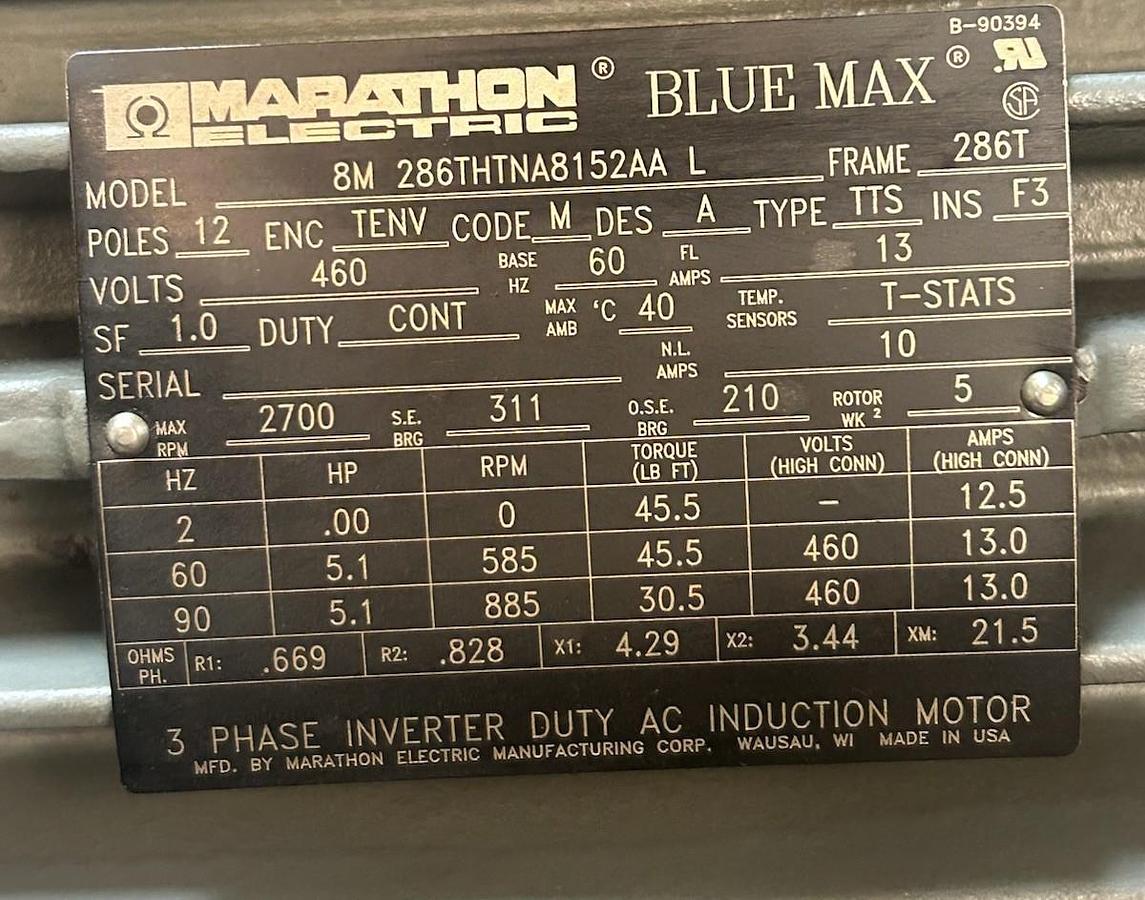 B-90394
MARATHON ® BLUE MAX ®
ELECTRIC
MODEL 8M 286THTNA8152AA L FRAME 286T
POLES 12 ENC TENV CODE M DES A TYPE TTS INS F3
VOLTS 460 BASE HZ 60 FL AMPS 13
SF 1.0 DUTY CONT MAX AMB °C 40 TEMP. SENSORS T-STATS
SERIAL N.L. AMPS 10
MAX RPM 2700 S.E. BRG 311 O.S.E. BRG 210 ROTOR WK² 5
HZ HP RPM TORQUE (LB FT) VOLTS (HIGH CONN) AMPS (HIGH CONN)
2 .00 0 45.5 – 12.5
60 5.1 585 45.5 460 13.0
90 5.1 885 30.5 460 13.0
OHMS PH. R1: .669 R2: .828 X1: 4.29 X2: 3.44 XM: 21.5
3 PHASE INVERTER DUTY AC INDUCTION MOTOR
MFD. BY MARATHON ELECTRIC MANUFACTURING CORP. WAUSAU, WI MADE IN USA